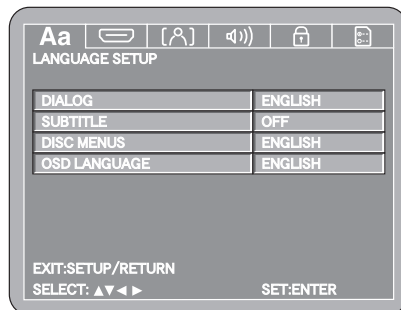 Aa
LANGUAGE SETUP
DIALOG ENGLISH
SUBTITLE OFF
DISC MENUS ENGLISH
OSD LANGUAGE ENGLISH
EXIT:SETUP/RETURN
SELECT: ▲▼◄ ► SET:ENTER